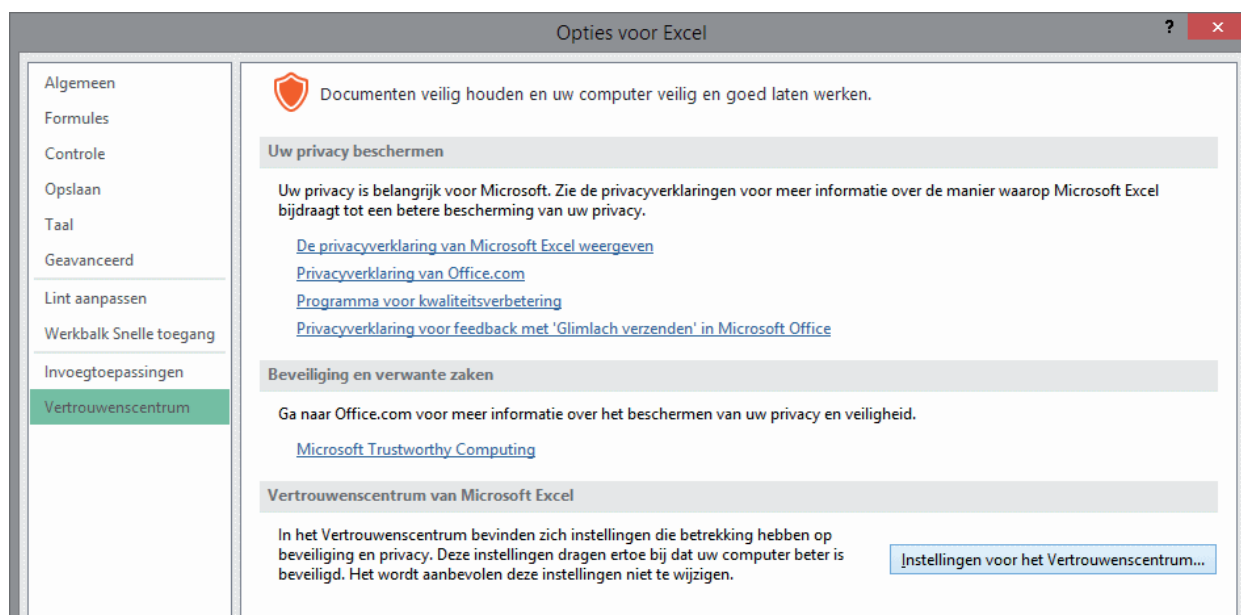 Opties voor Excel
?
Algemeen
Formules
Controle
Opslaan
Taal
Geavanceerd
Lint aanpassen
Werkbalk Snelle toegang
Invoegtoepassingen
Vertrouwenscentrum
Documenten veilig houden en uw computer veilig en goed laten werken.
Uw privacy beschermen
Uw privacy is belangrijk voor Microsoft. Zie de privacyverklaringen voor meer informatie over de manier waarop Microsoft Excel
bijdraagt tot een betere bescherming van uw privacy.
De privacyverklaring van Microsoft Excel weergeven
Privacyverklaring van Office.com
Programma voor kwaliteitsverbetering
Privacyverklaring voor feedback met 'Glimlach verzenden' in Microsoft Office
Beveiliging en verwante zaken
Ga naar Office.com voor meer informatie over het beschermen van uw privacy en veiligheid.
Microsoft Trustworthy Computing
Vertrouwenscentrum van Microsoft Excel
In het Vertrouwenscentrum bevinden zich instellingen die betrekking hebben op
beveiliging en privacy. Deze instellingen dragen ertoe bij dat uw computer beter is
beveiligd. Het wordt aanbevolen deze instellingen niet te wijzigen.
Instellingen voor het Vertrouwenscentrum...